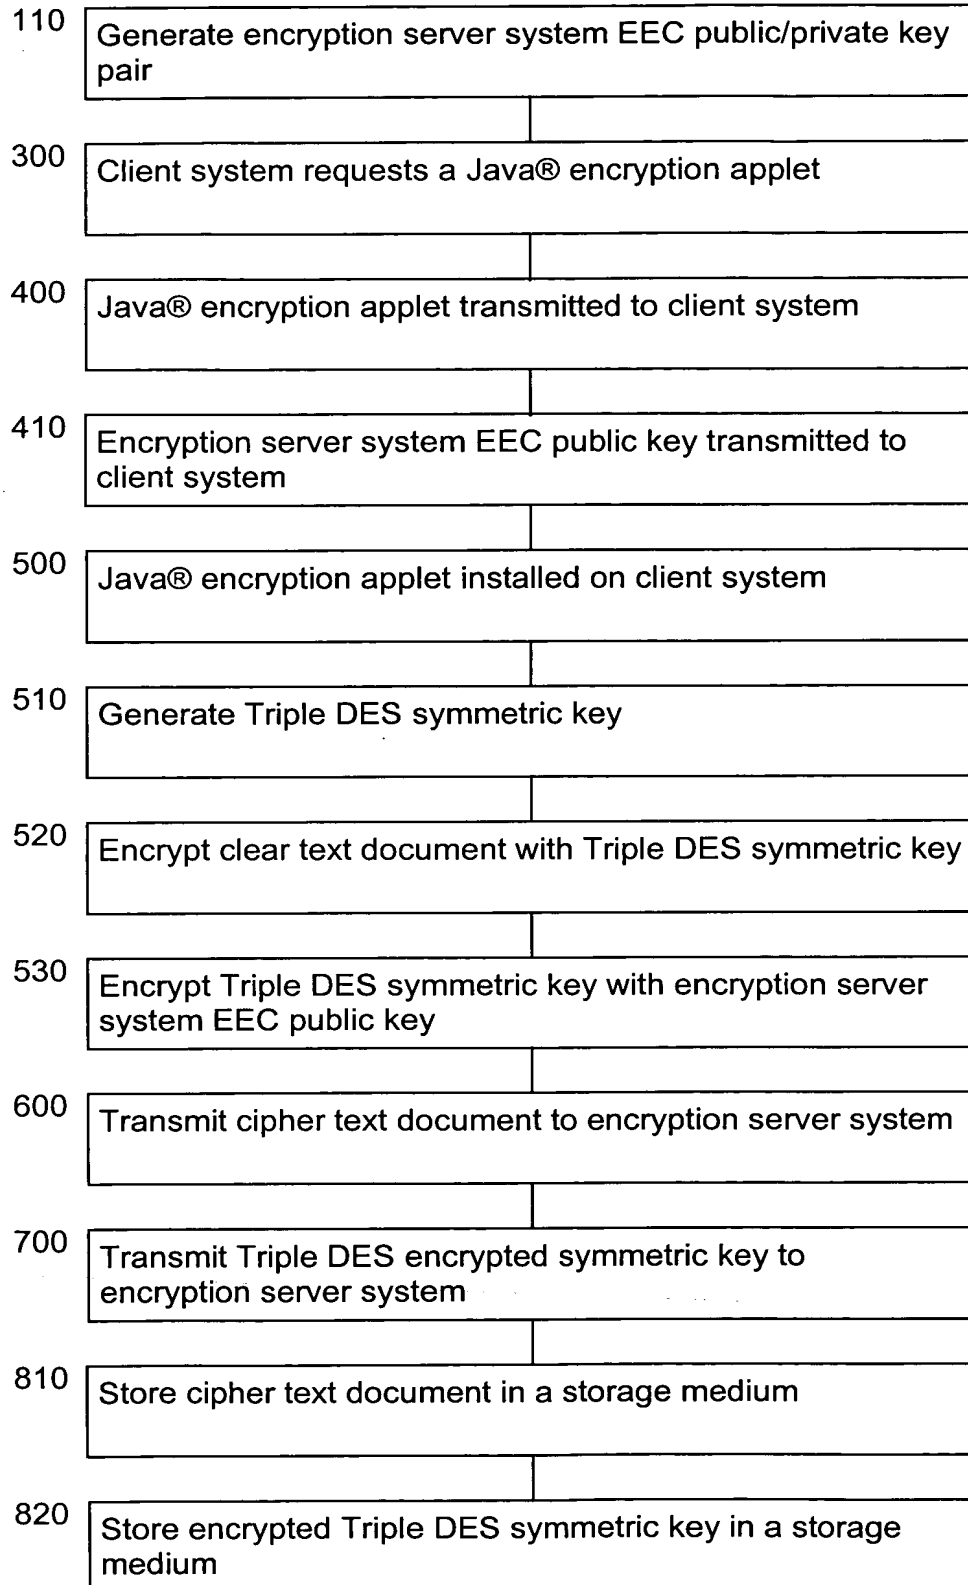 110
Generate encryption server system EEC public/private key
pair
300
Client system requests a Java® encryption applet
400
Java® encryption applet transmitted to client system
410
Encryption server system EEC public key transmitted to
client system
500
Java® encryption applet installed on client system
510
Generate Triple DES symmetric key
520
Encrypt clear text document with Triple DES symmetric key
530
Encrypt Triple DES symmetric key with encryption server
system EEC public key
600
Transmit cipher text document to encryption server system
700
Transmit Triple DES encrypted symmetric key to
encryption server system
810
Store cipher text document in a storage medium
820
Store encrypted Triple DES symmetric key in a storage
medium